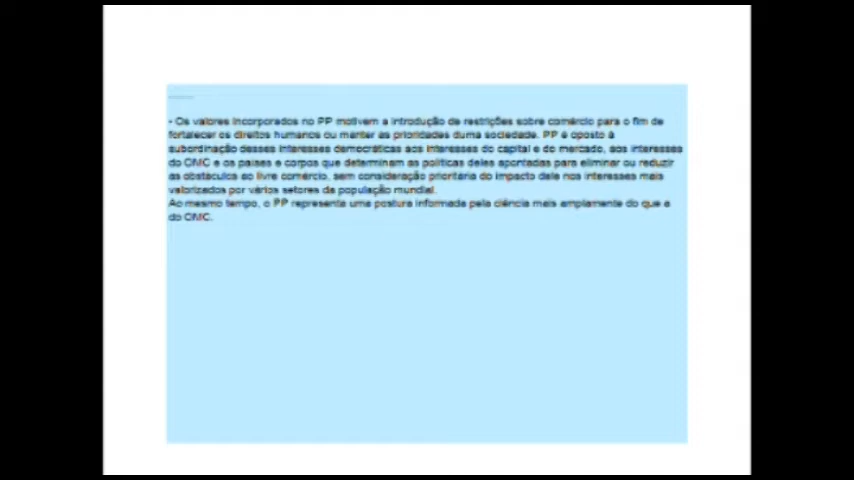 - Os valores incorporados no PP motivem a introdução de restrições sobre comércio para o fim de
fortalecer os direitos humanos ou manter as prioridades duma sociedade. PP é oposto à
subordinação desses interesses democráticas aos interesses do capital e do mercado, aos interesses
do OMC e os países e corpos que determinam as políticas deles apontadas para eliminar ou reduzir
as obstáculos ao livre comércio, sem consideração prioritária do impacto dele nos interesses mais
valorizados por vários setores da população mundial.
Ao mesmo tempo, o PP representa uma postura informada pela ciência mais amplamente do que a
do OMC.